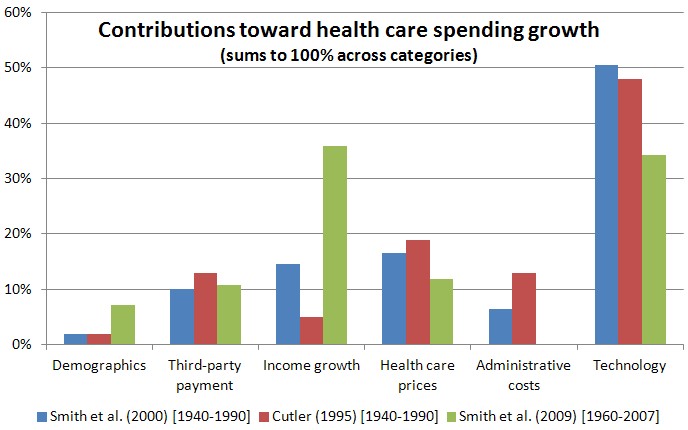 Contributions toward health care spending growth
(sums to 100% across categories)
60%
50%
40%
30%
20%
10%
0%
Demographics
Third-party
payment
Income growth
Health care
prices
Administrative
costs
Technology
Smith et al. (2000) [1940-1990]
Cutler (1995) [1940-1990]
Smith et al. (2009) [1960-2007]